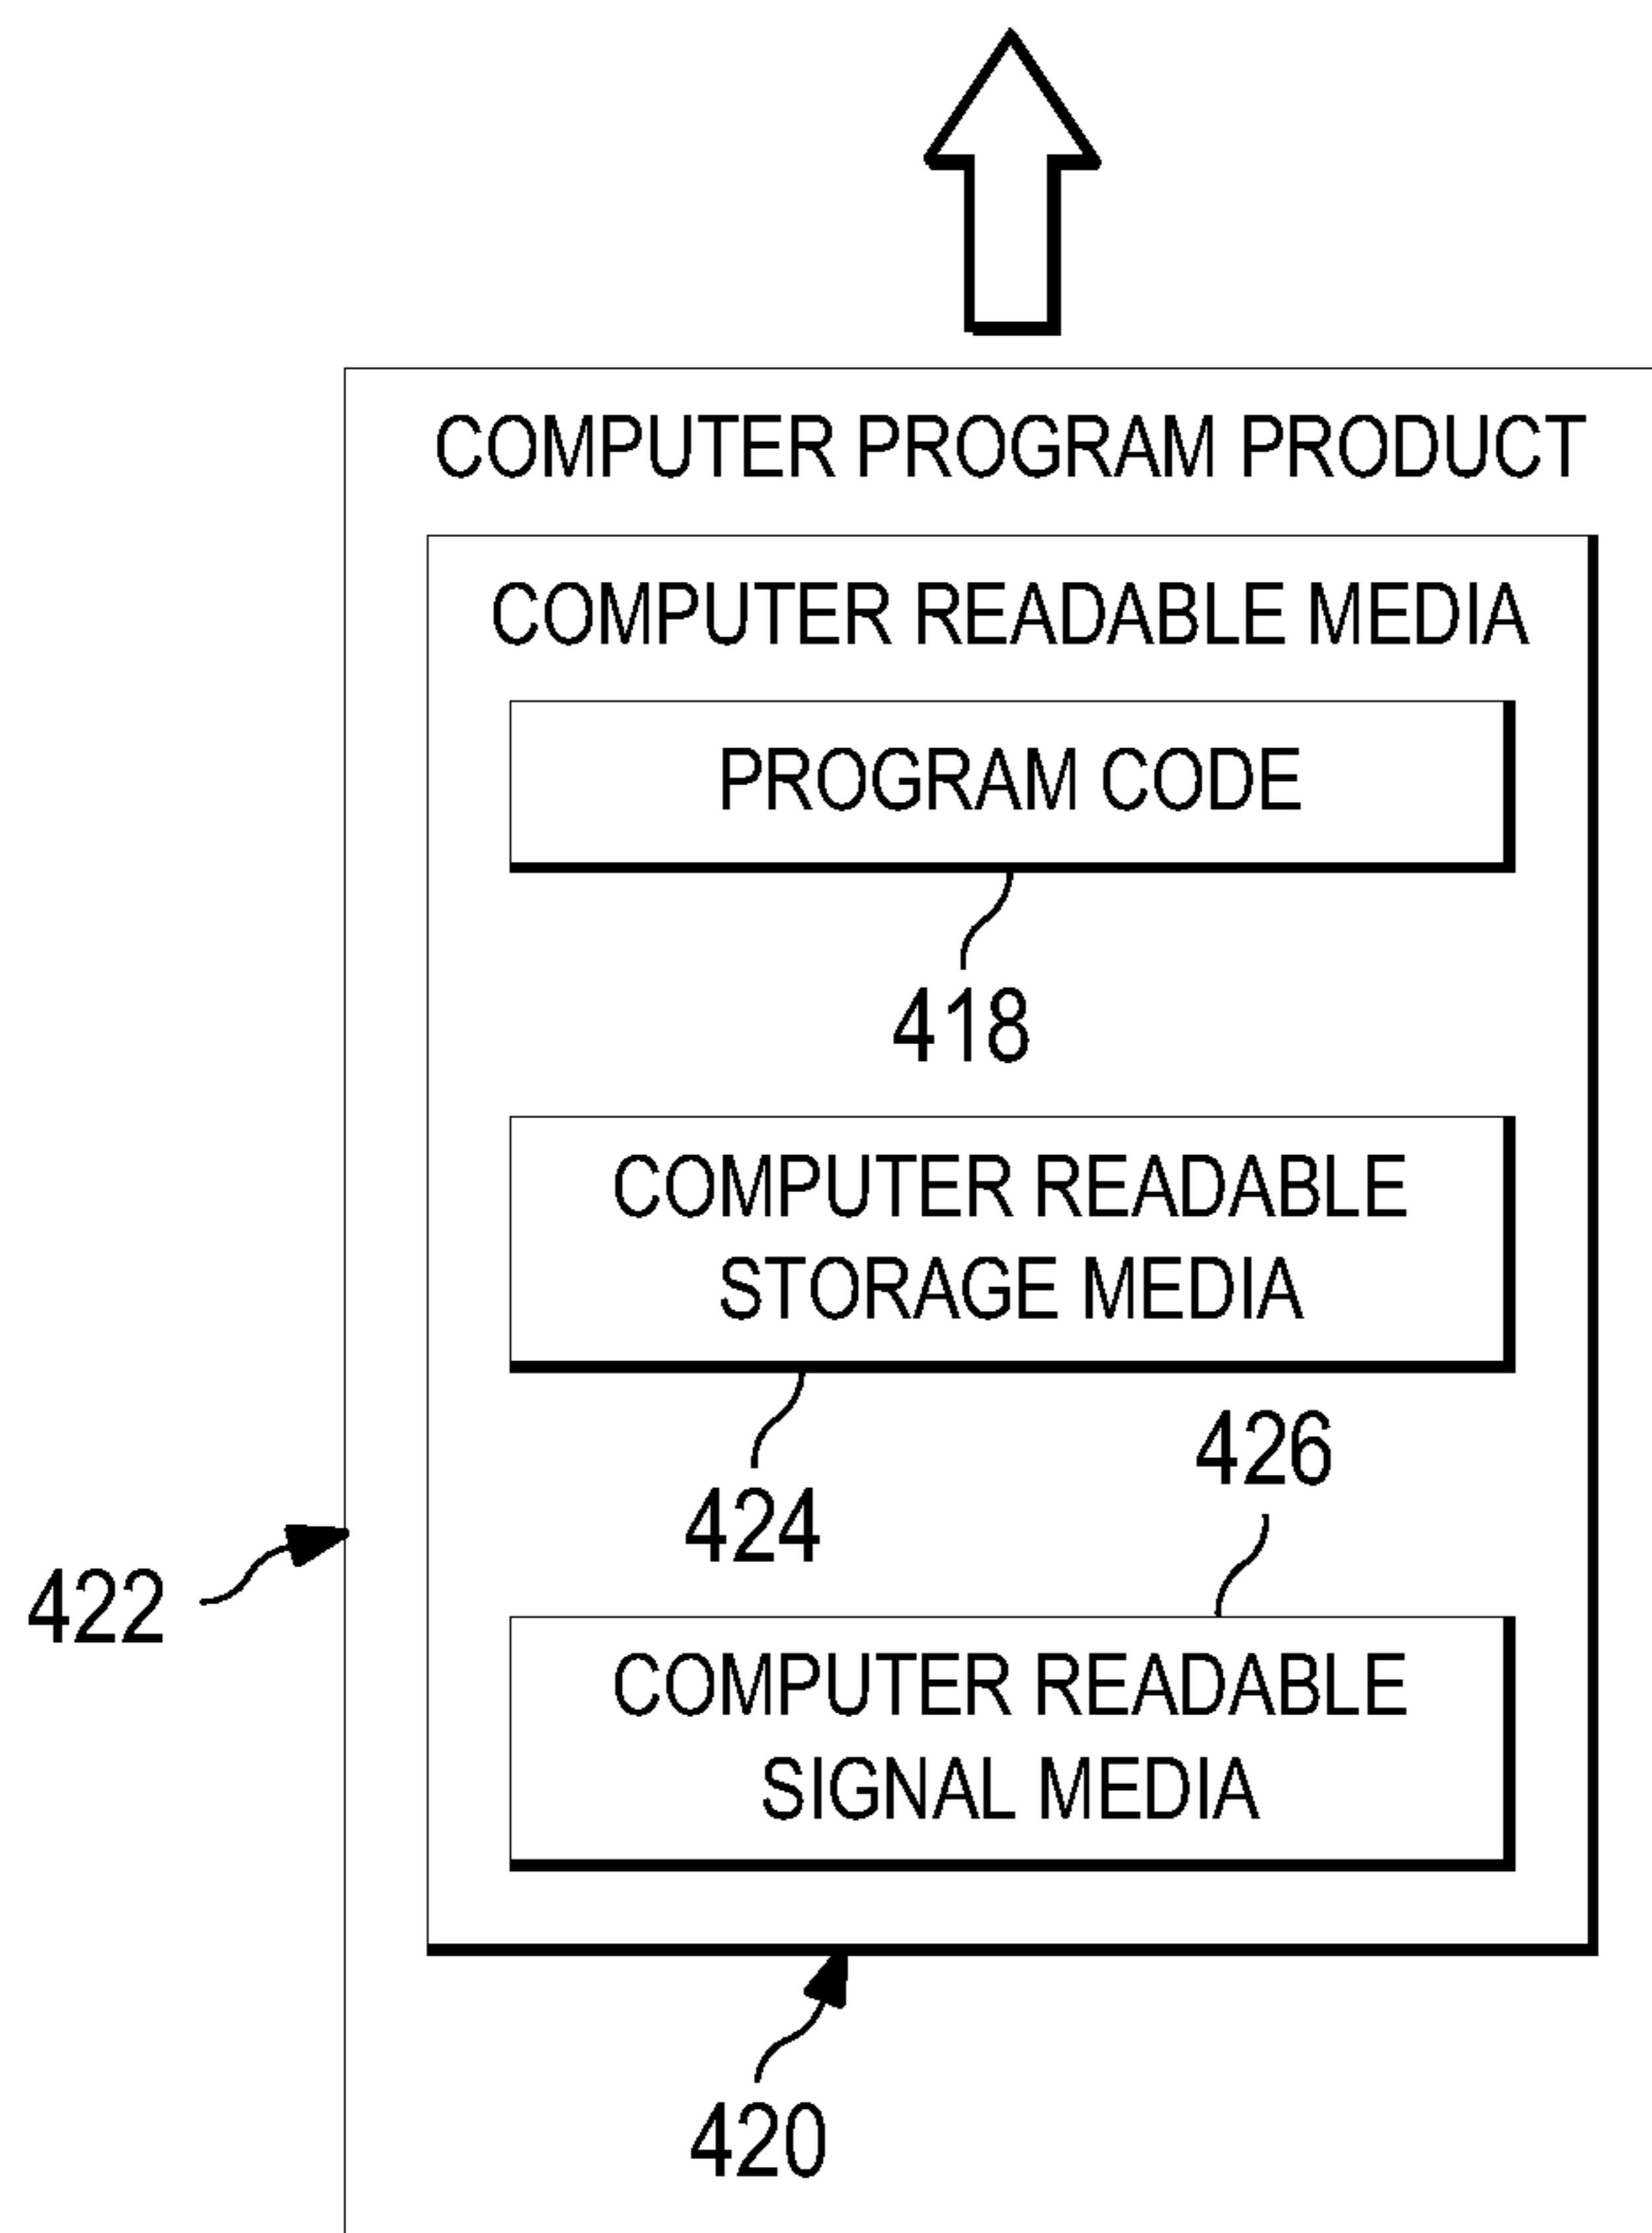 COMPUTER PROGRAM PRODUCT
COMPUTER READABLE MEDIA
PROGRAM CODE
418
COMPUTER READABLE
STORAGE MEDIA
424
426
422
COMPUTER READABLE
SIGNAL MEDIA
420